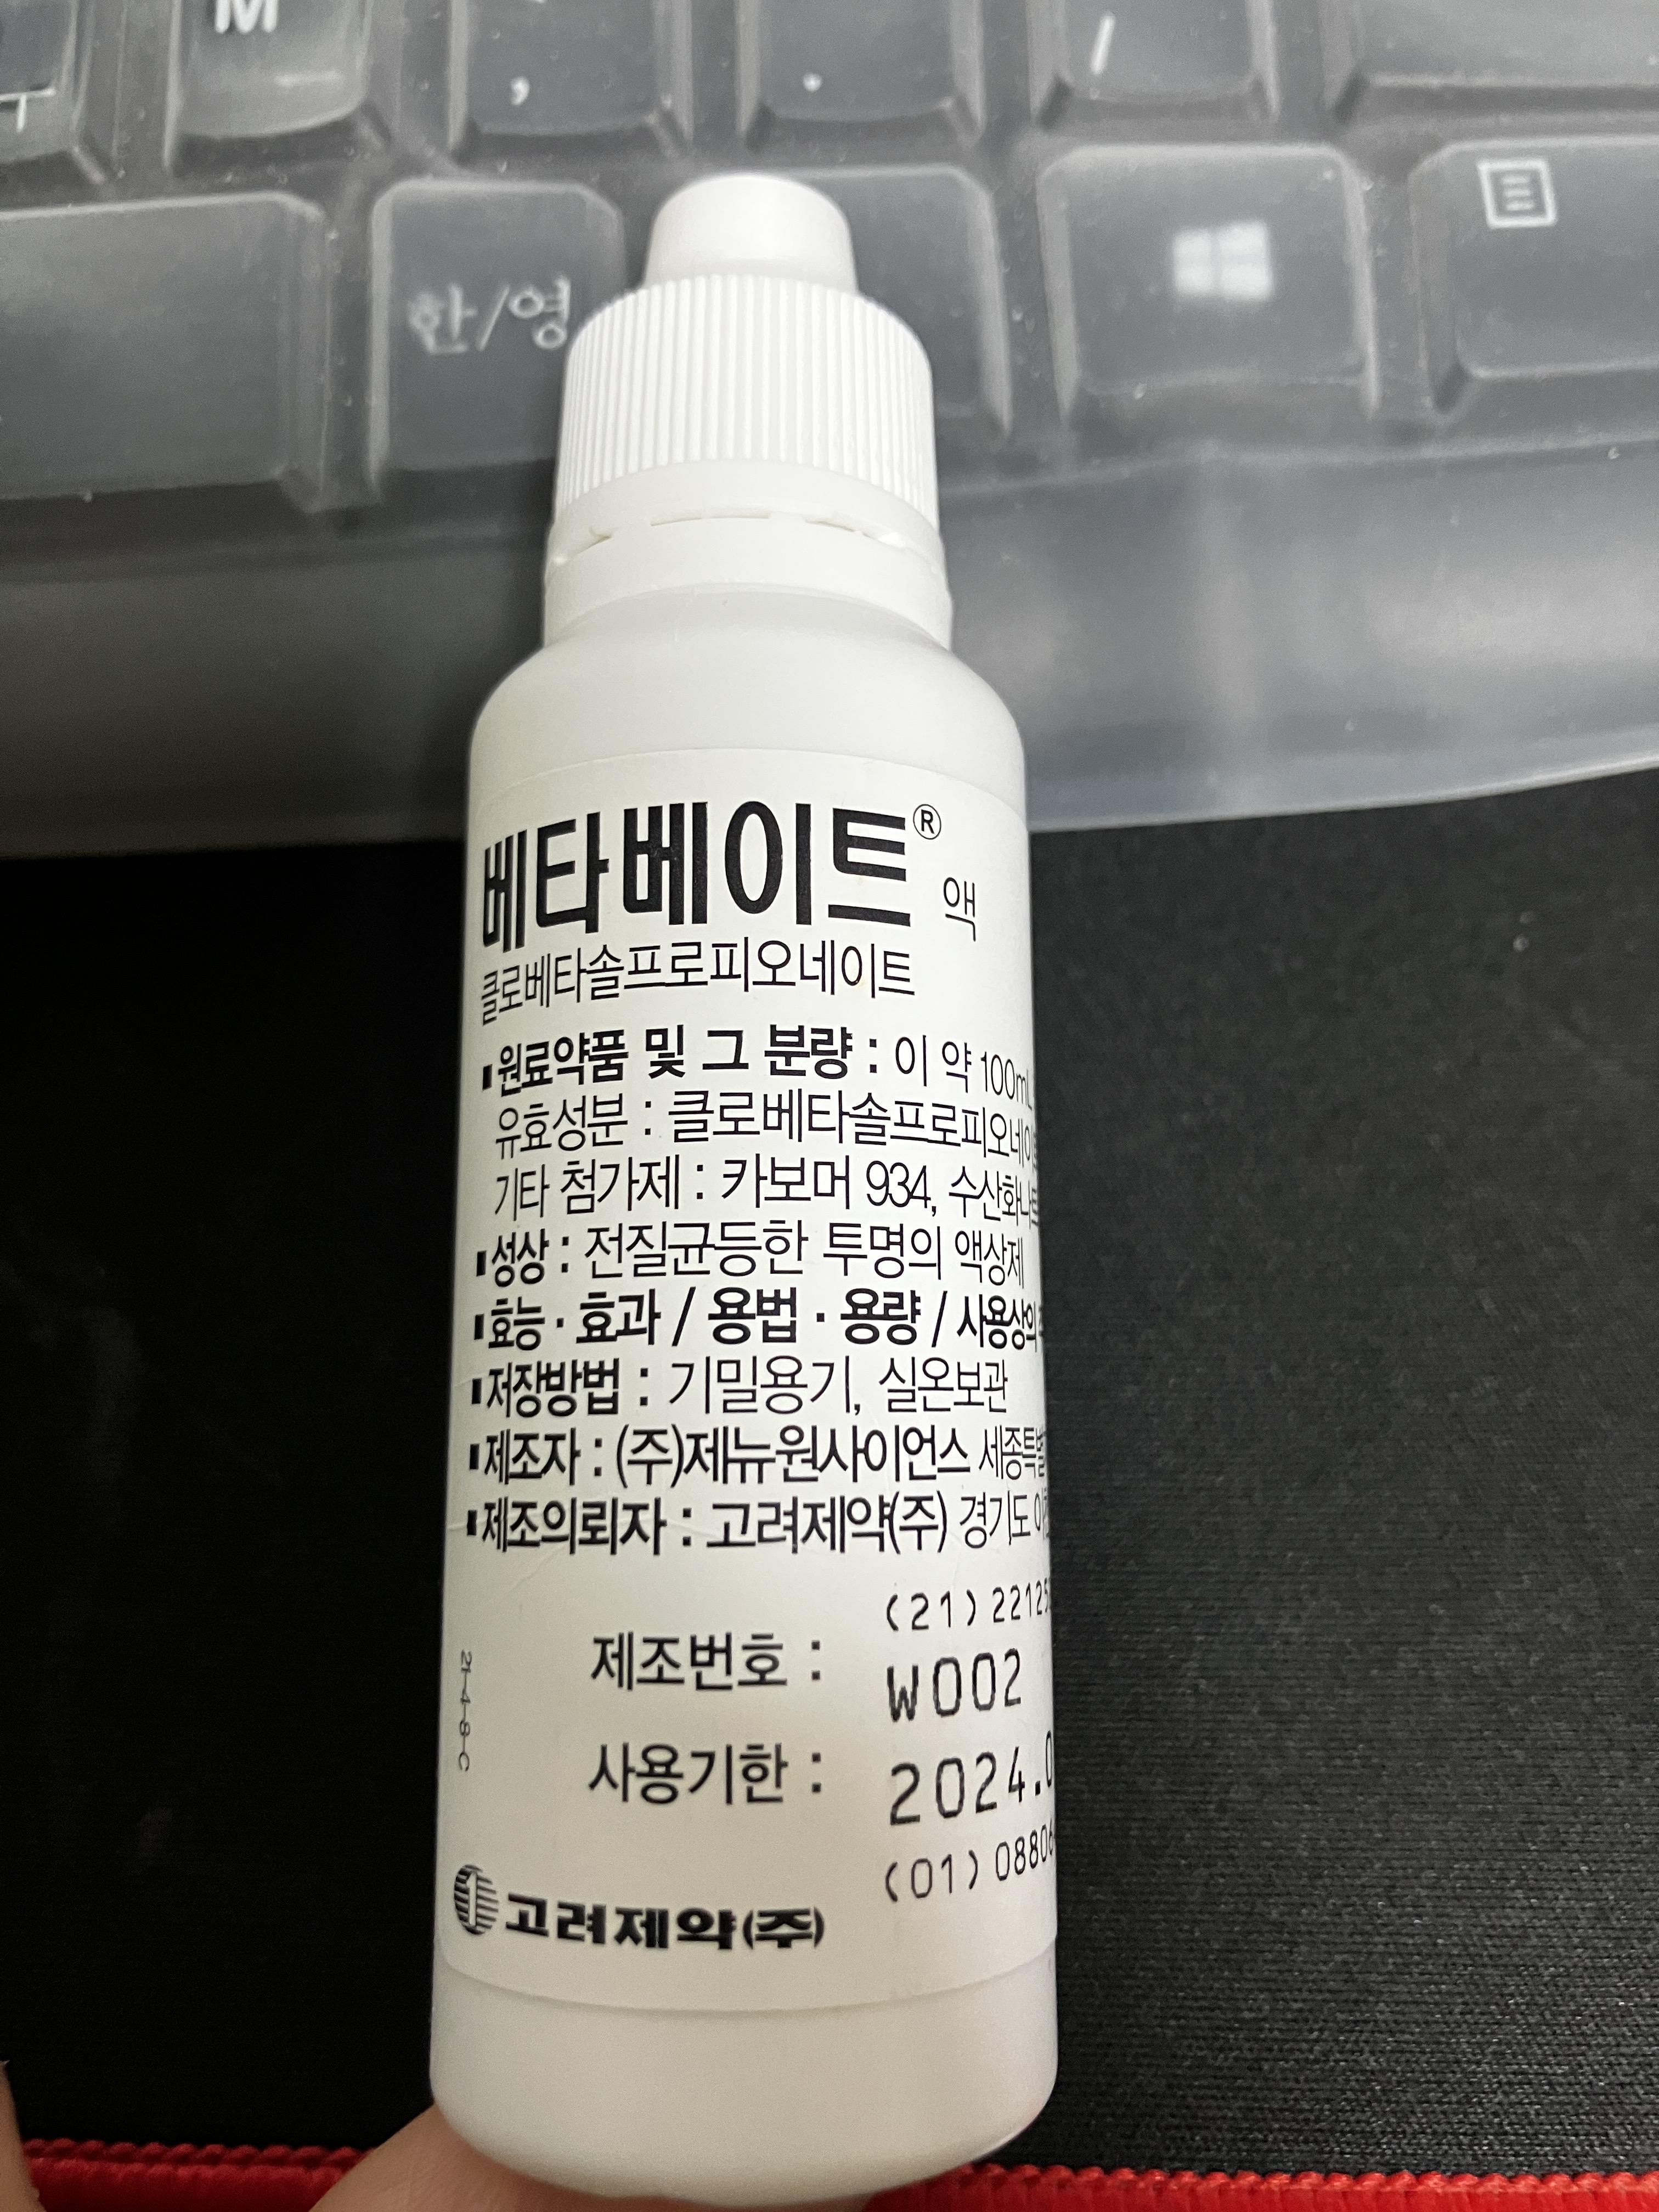 M
,
.
/
한/영
베타베이트® 액
클로베타솔프로피오네이트
▪원료약품 및 그 분량 : 이 약 100mL
유효성분 : 클로베타솔프로피오네이
기타 첨가제 : 카보머 934, 수산화나트
▪성상 : 전질균등한 투명의 액상제
▪효능 · 효과 / 용법 · 용량 / 사용상의
▪저장방법 : 기밀용기, 실온보관
▪제조자 : (주)제뉴원사이언스 세종특별
▪제조의뢰자 : 고려제약(주) 경기도
(21) 22125
제조번호 : W002
사용기한 : 2024.0
(01) 08806
21-4-8-C
고려제약(주)